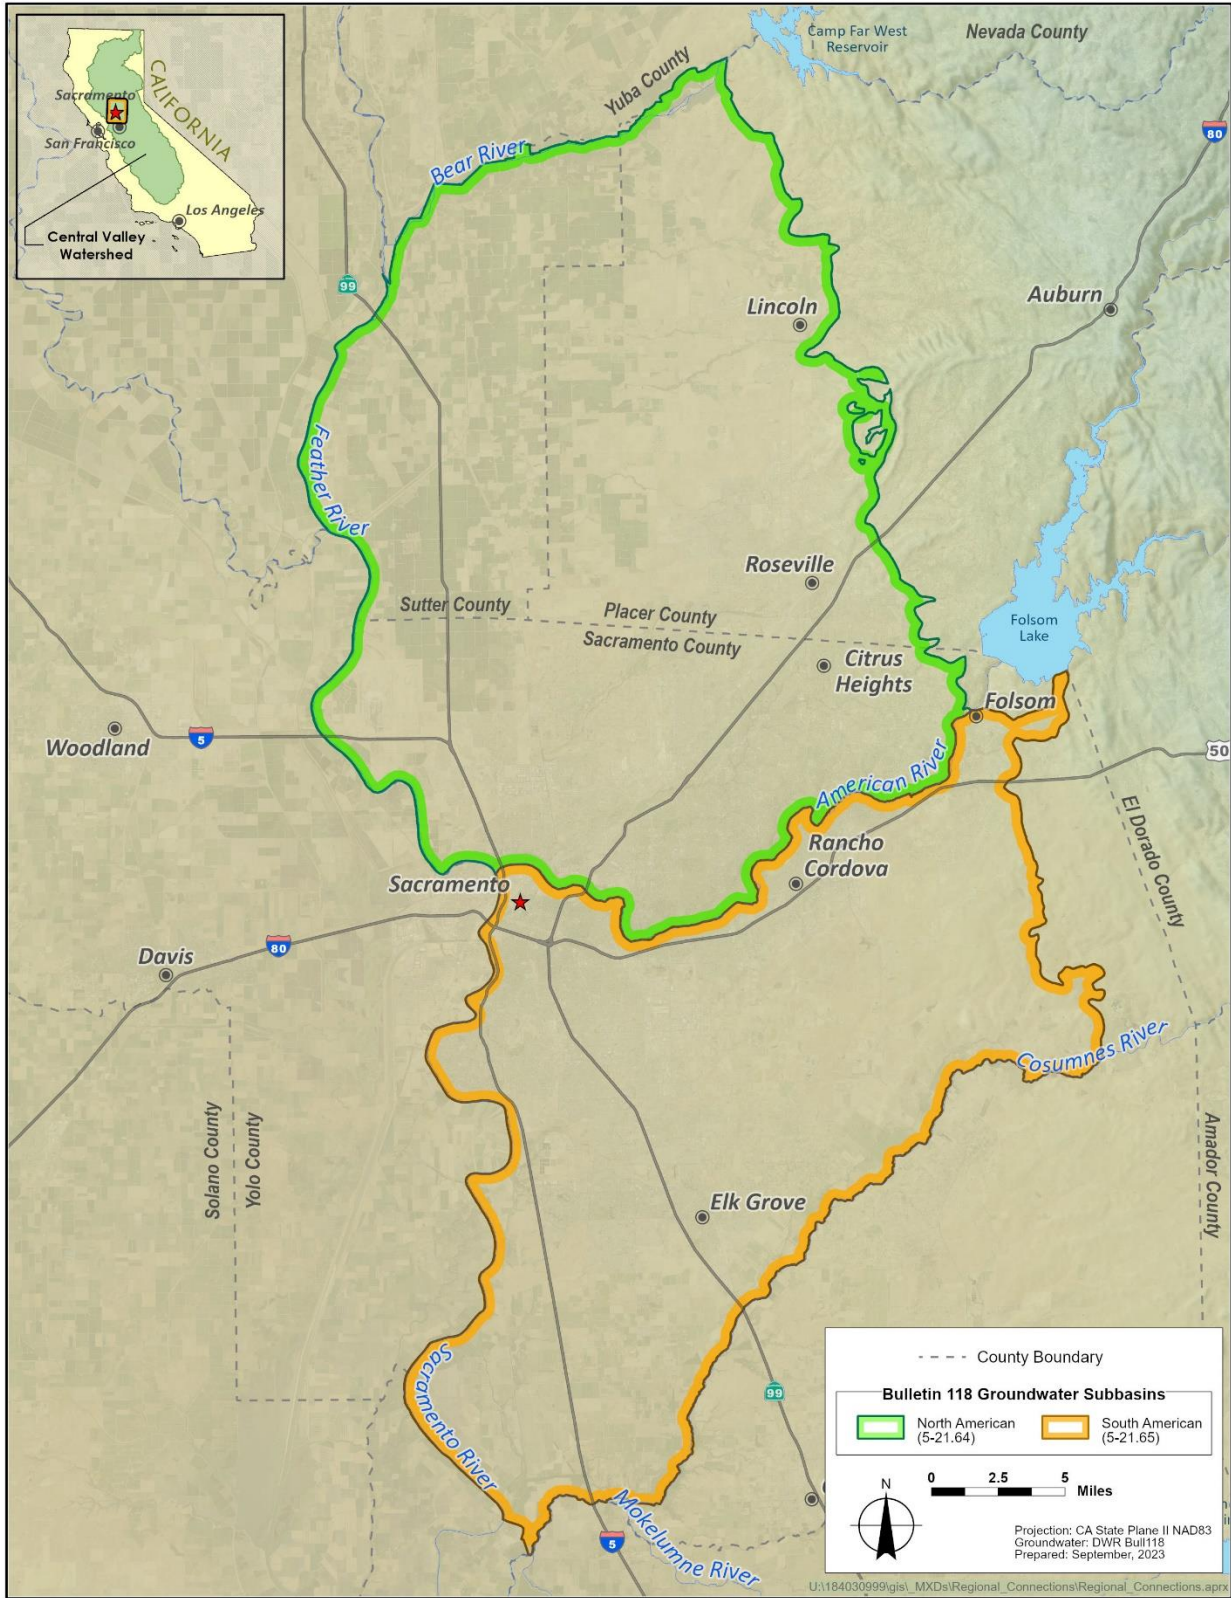 Sacramento
San Francisco
CALIFORNIA
Los Angeles
Central Valley
Watershed
Camp Far West
Reservoir
Nevada County
Yuba County
80
Bear River
99
Lincoln
Auburn
Feather River
Roseville
Sutter County
Placer County
Sacramento County
Folsom
Lake
Citrus
Heights
Folsom
Woodland
5
50
American River
El Dorado County
Rancho
Cordova
Sacramento
Davis
80
Cosumnes River
Solano County
Yolo County
Amador County
Elk Grove
Sacramento River
99
Mokelumne River
5
County Boundary
Bulletin 118 Groundwater Subbasins
North American
(5-21.64)
South American
(5-21.65)
N
0 2.5 5
Miles
Projection: CA State Plane II NAD83
Groundwater: DWR Bull118
Prepared: September, 2023
U:\184030999\gis\_MXDs\Regional_Connections\Regional_Connections.aprx